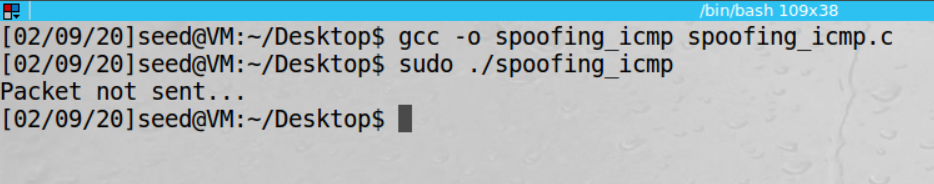 /bin/bash 109x38
[02/09/20]seed@VM:~/Desktop$ gcc -o spoofing_icmp spoofing_icmp.c
[02/09/20]seed@VM:~/Desktop$ sudo ./spoofing_icmp
Packet not sent...
[02/09/20]seed@VM:~/Desktop$